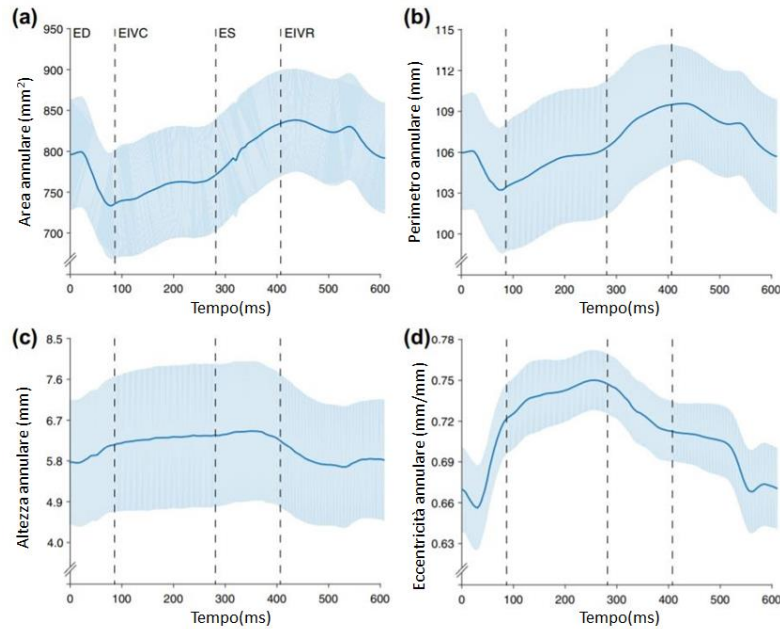 (a)
ED EIVC ES EIVR
Area annulare (mm²)
950
900
850
800
750
700
0 100 200 300 400 500 600
Tempo(ms)
(b)
Perimetro annulare (mm)
115
112
109
106
103
100
0 100 200 300 400 500 600
Tempo(ms)
(c)
Altezza annulare (mm)
8.5
7.6
6.7
5.8
4.9
4.0
0 100 200 300 400 500 600
Tempo(ms)
(d)
Eccentricità annulare (mm/mm)
0.78
0.75
0.72
0.69
0.66
0.63
0 100 200 300 400 500 600
Tempo(ms)